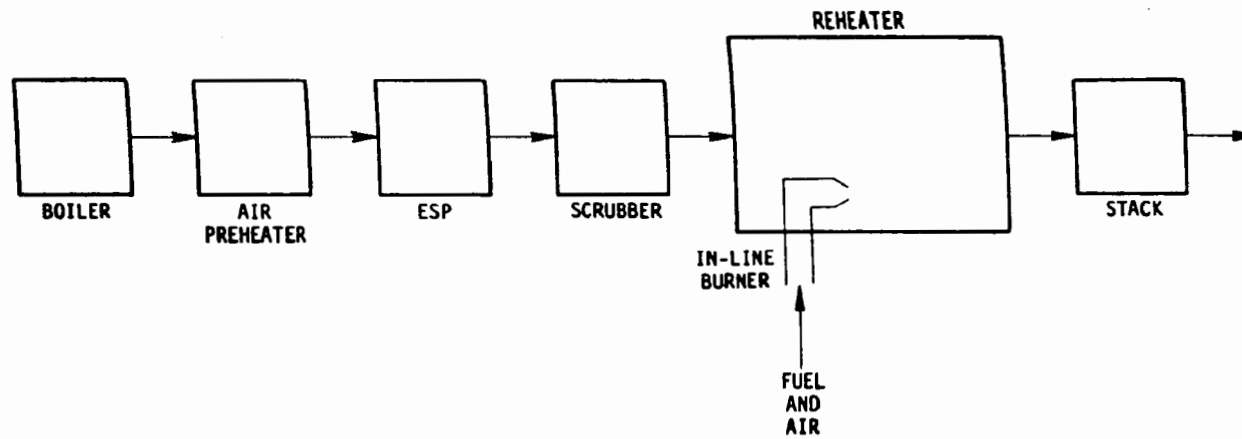 REHEATER
BOILER
AIR
PREHEATER
ESP
SCRUBBER
STACK
IN-LINE
BURNER
FUEL
AND
AIR